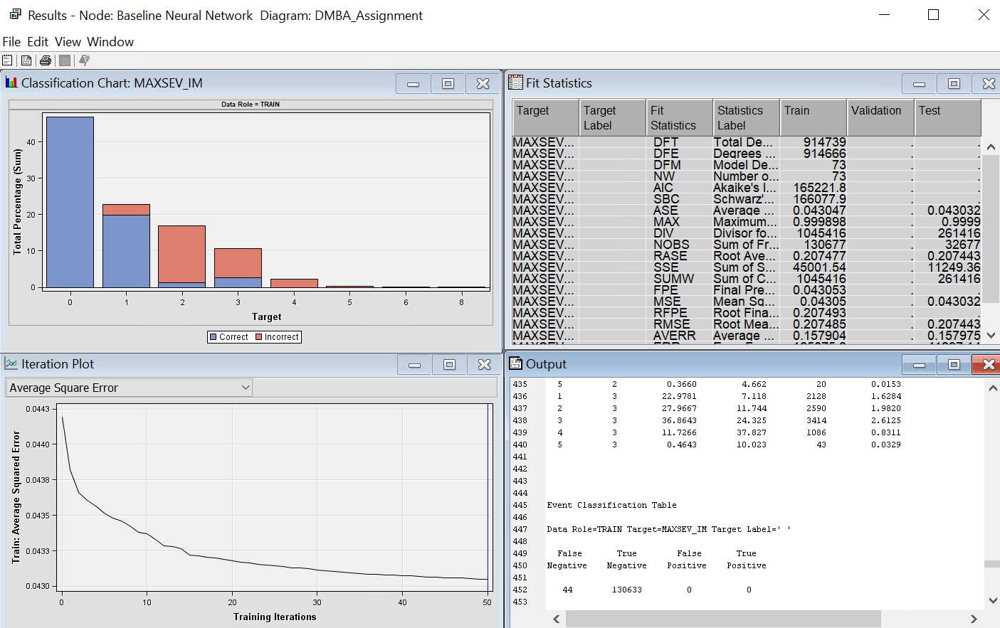 Results - Node: Baseline Neural Network Diagram: DMBA_Assignment
File Edit View Window
Classification Chart: MAXSEV_IM
Data Role = TRAIN
Total Percentage (Sum)
40
30
20
10
0
0 1 2 3 4 5 6 8
Target
Correct Incorrect
Fit Statistics
Target Target Label Fit Statistics Statistics Label Train Validation Test
MAXSEV... DFT Total De... 914739 . .
MAXSEV... DFE Degrees ... 914666 . .
MAXSEV... DFM Model De... 73 . .
MAXSEV... NW Number o... 73 . .
MAXSEV... AIC Akaike's I... 165221.8 . .
MAXSEV... SBC Schwarz'... 166077.9 . .
MAXSEV... ASE Average ... 0.043047 . 0.043032
MAXSEV... MAX Maximum... 0.999898 . 0.9999
MAXSEV... DIV Divisor fo... 1045416 . 261416
MAXSEV... NOBS Sum of Fr... 130677 . 32677
MAXSEV... RASE Root Ave... 0.207477 . 0.207443
MAXSEV... SSE Sum of S... 45001.54 . 11249.36
MAXSEV... SUMW Sum of C... 1045416 . 261416
MAXSEV... FPE Final Pre... 0.043053 . .
MAXSEV... MSE Mean Sq... 0.04305 . 0.043032
MAXSEV... RFPE Root Fina... 0.207493 . .
MAXSEV... RMSE Root Mea... 0.207485 . 0.207443
MAXSEV... AVERR Average ... 0.157904 . 0.157975
Iteration Plot
Average Square Error
Train: Average Squared Error
0.0443
0.0440
0.0438
0.0435
0.0433
0.0430
0 10 20 30 40 50
Training Iterations
Output
435 5 2 0.3660 4.662 20 0.0153
436 1 3 22.9781 7.118 2128 1.6284
437 2 3 27.9667 11.744 2590 1.9820
438 3 3 36.8643 24.325 3414 2.6125
439 4 3 11.7266 37.827 1086 0.8311
440 5 3 0.4643 10.023 43 0.0329
441
442
443
444
445 Event Classification Table
446
447 Data Role=TRAIN Target=MAXSEV_IM Target Label=' '
448
449 False True False True
450 Negative Negative Positive Positive
451
452 44 130633 0 0
453